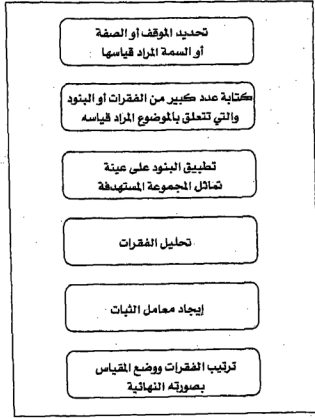 تحديد الموقف أو الصفة
أو السمة المراد قياسها
كتابة عدد كبير من الفقرات أو البنود
والتي تتعلق بالموضوع المراد قياسه
تطبيق البنود على عينة
تماثل المجموعة المستهدفة
تحليل الفقرات
إيجاد معامل الثبات
ترتيب الفقرات ووضع المقياس
بصورته النهائية